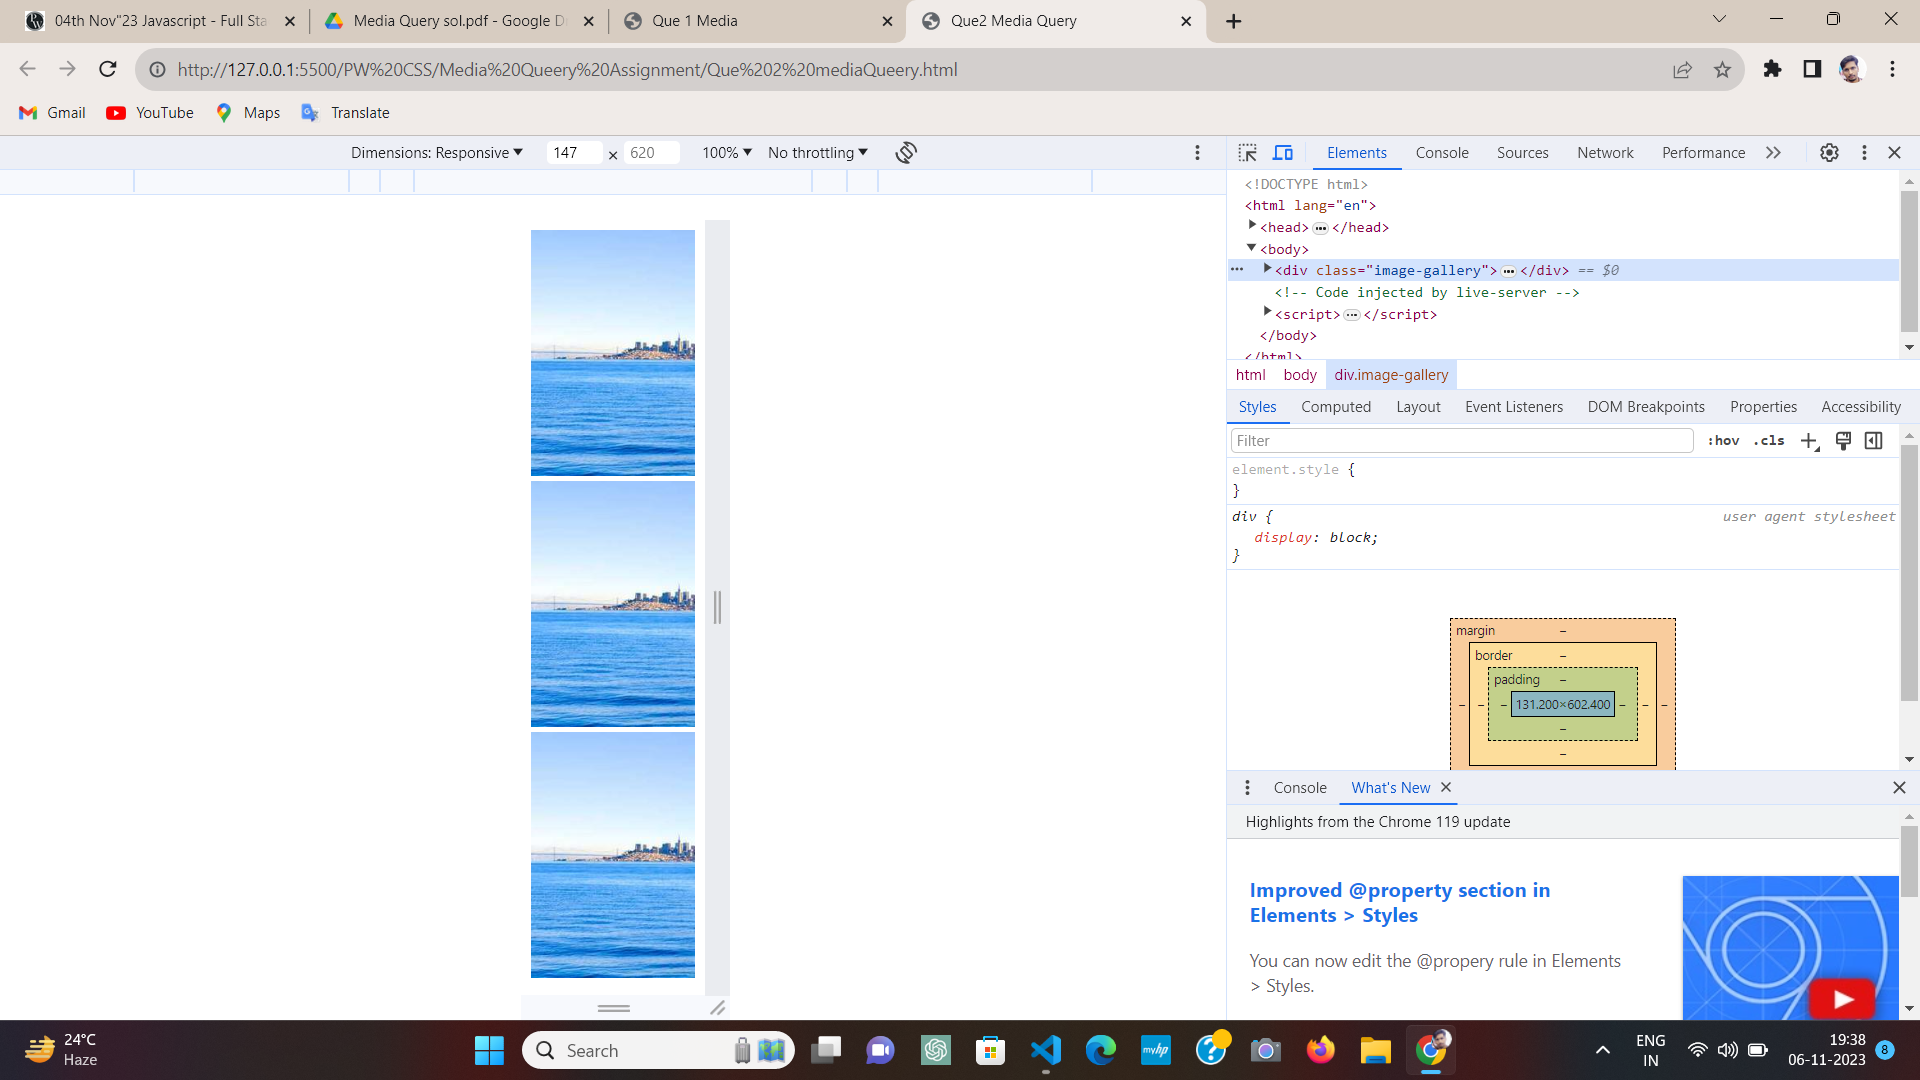 04th Nov"23 Javascript - Full Sta
Media Query sol.pdf - Google D
Que 1 Media
Que2 Media Query
http://127.0.0.1:5500/PW%20CSS/Media%20Queery%20Assignment/Que%202%20mediaQueery.html
Gmail YouTube Maps Translate
Dimensions: Responsive 147 × 620 100% No throttling
Elements Console Sources Network Performance
<!DOCTYPE html>
<html lang="en">
<head> ••• </head>
<body>
••• <div class="image-gallery"> ••• </div> == $0
<!-- Code injected by live-server -->
<script> ••• </script>
</body>
</html>
html body div.image-gallery
Styles Computed Layout Event Listeners DOM Breakpoints Properties Accessibility
Filter :hov .cls
element.style {
}
div { user agent stylesheet
display: block;
}
margin –
border –
padding –
– – – 131.200×602.400 – – –
–
–
Console What's New
Highlights from the Chrome 119 update
Improved @property section in
Elements > Styles
You can now edit the @propery rule in Elements
> Styles.
24°C
Haze
Search
myhp
ENG
IN
19:38
06-11-2023
8